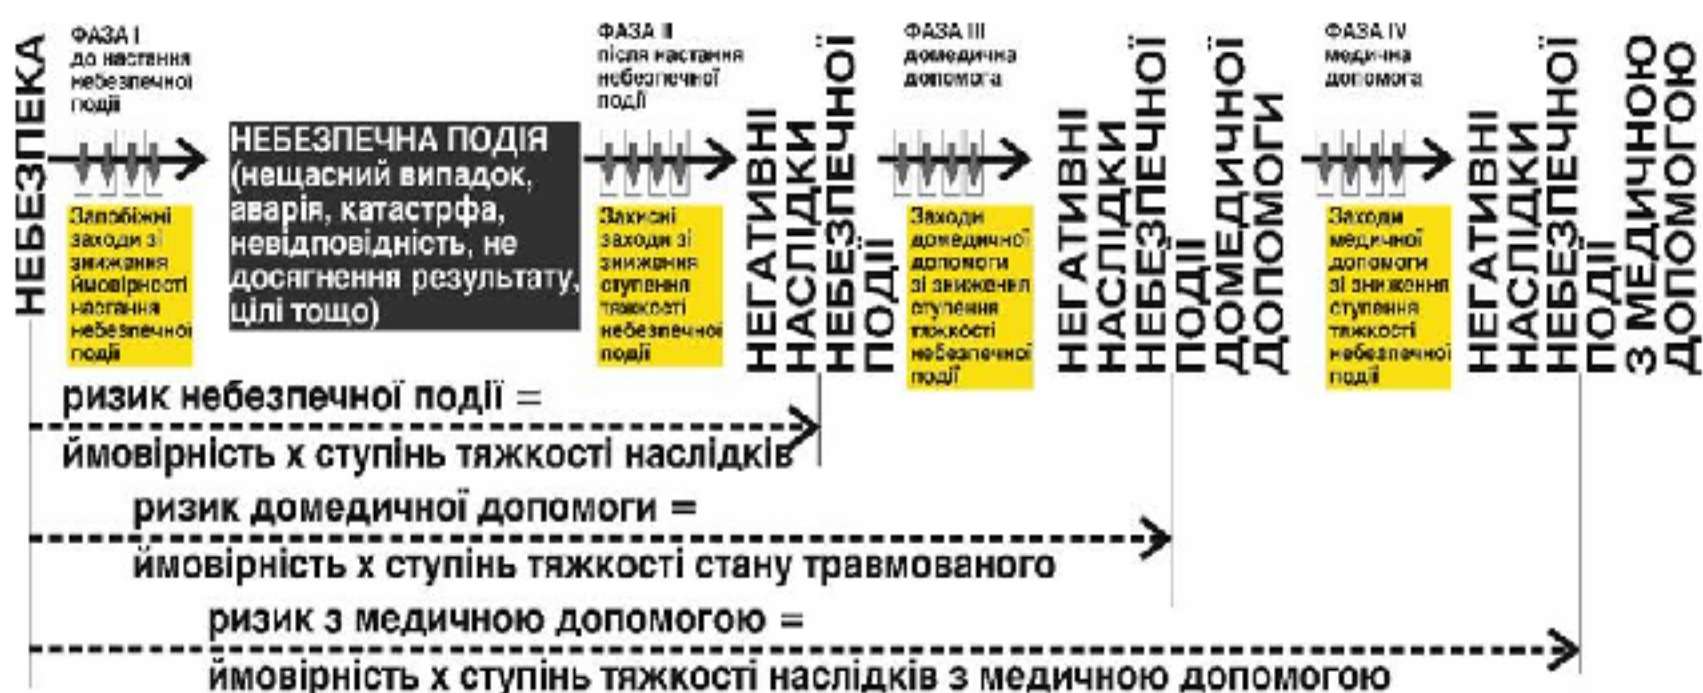 НЕБЕЗПЕКА
ФАЗА І
до настання
небезпечної
події
Запобіжні
заходи зі
зниження
ймовірності
настання
небезпечної
події
НЕБЕЗПЕЧНА ПОДІЯ
(нещасний випадок,
аварія, катастрфа,
невідповідність, не
досягнення результату,
цілі тощо)
ФАЗА ІІ
після настання
небезпечної
події
Захисні
заходи зі
зниження
ступення
тяжкості
небезпечної
події
НЕГАТИВНІ
НАСЛІДКИ
НЕБЕЗПЕЧНОЇ
ПОДІЇ
ФАЗА ІІІ
домедична
допомога
Заходи
домедичної
допомоги
зі зниження
ступення
тяжкості
небезпечної
події
НЕГАТИВНІ
НАСЛІДКИ
НЕБЕЗПЕЧНОЇ
ПОДІЇ
ДОМЕДИЧНОЇ
ДОПОМОГИ
ФАЗА IV
медична
допомога
Заходи
медичної
допомоги
зі зниження
ступення
тяжкості
небезпечної
події
НЕГАТИВНІ
НАСЛІДКИ
НЕБЕЗПЕЧНОЇ
ПОДІЇ
З МЕДИЧНОЮ
ДОПОМОГОЮ
ризик небезпечної події =
ймовірність х ступінь тяжкості наслідків
ризик домедичної допомоги =
ймовірність х ступінь тяжкості стану травмованого
ризик з медичною допомогою =
ймовірність х ступінь тяжкості наслідків з медичною допомогою